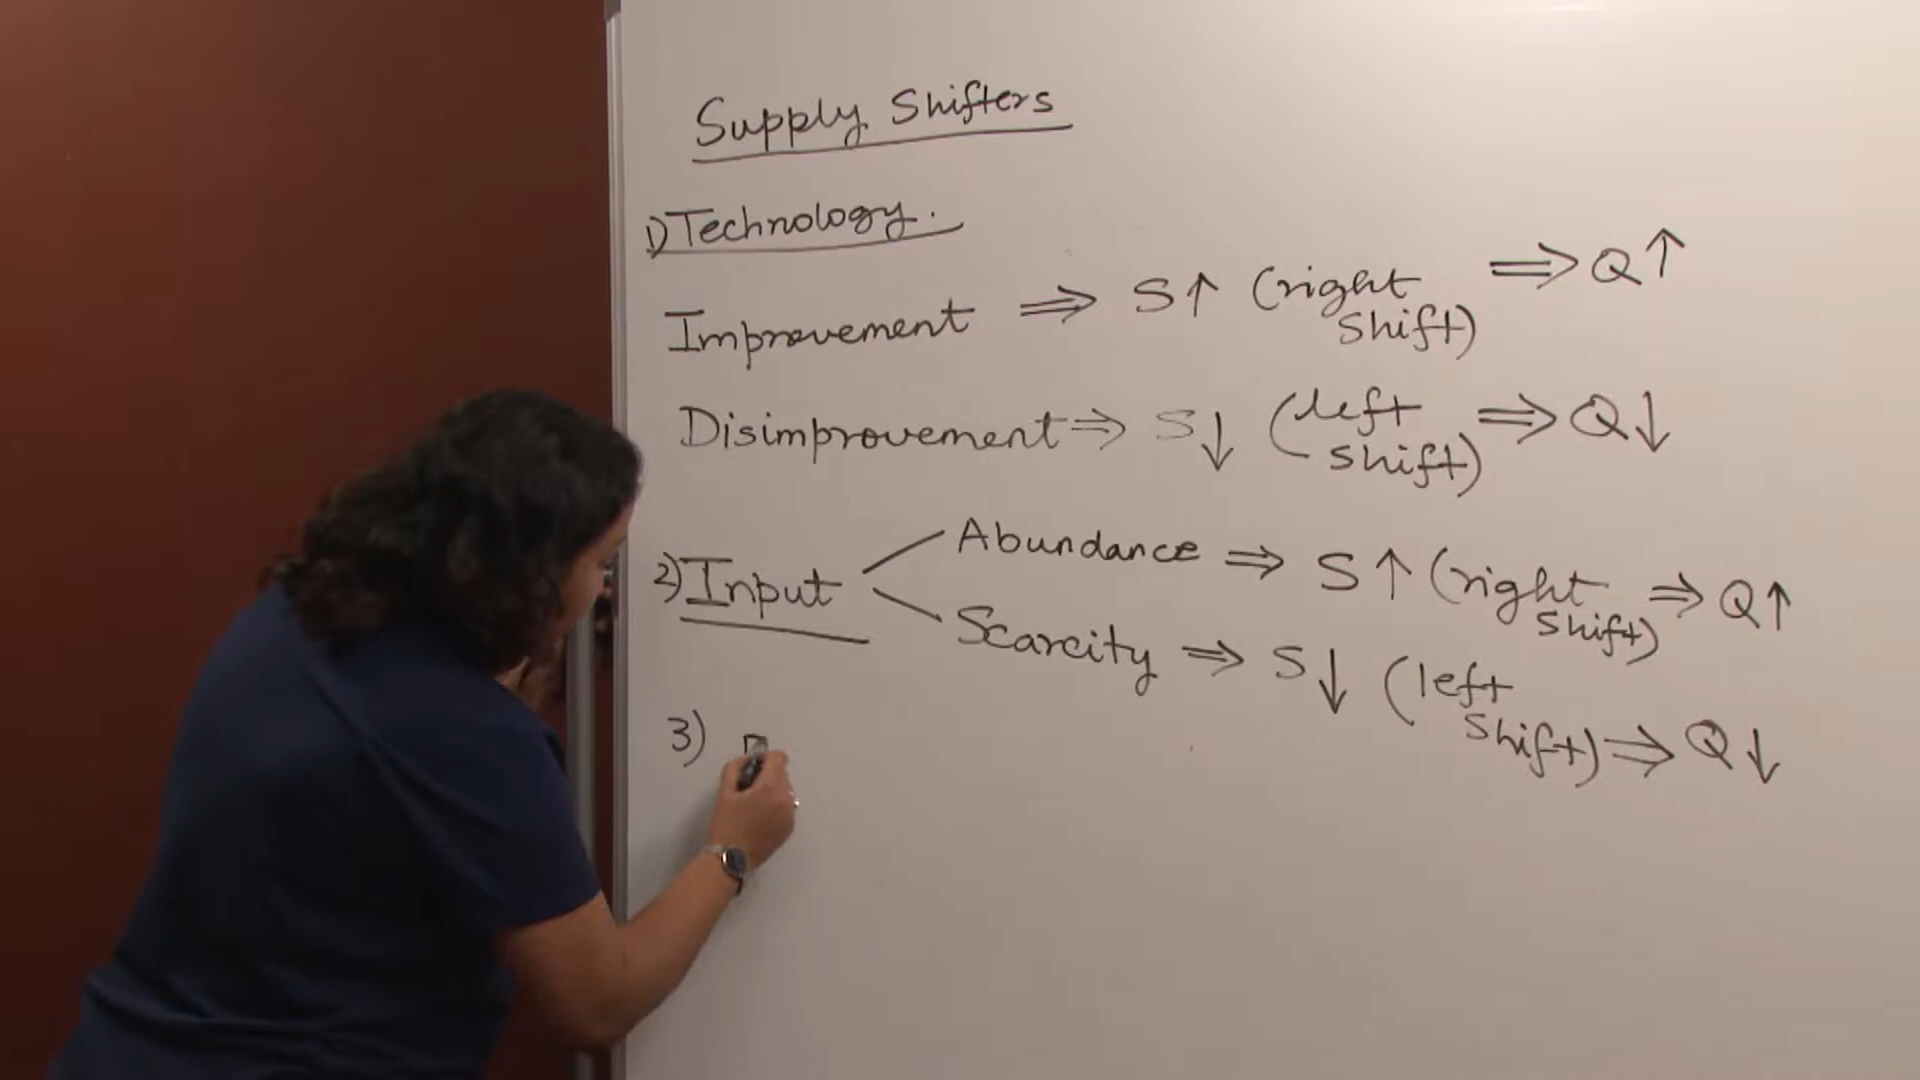 Supply Shifters
1) Technology.
Improvement ⇒ S↑ (right shift) ⇒ Q↑
Disimprovement ⇒ S↓ (left shift) ⇒ Q↓
2) Input
Abundance ⇒ S↑ (right shift) ⇒ Q↑
Scarcity ⇒ S↓ (left shift) ⇒ Q↓
3)